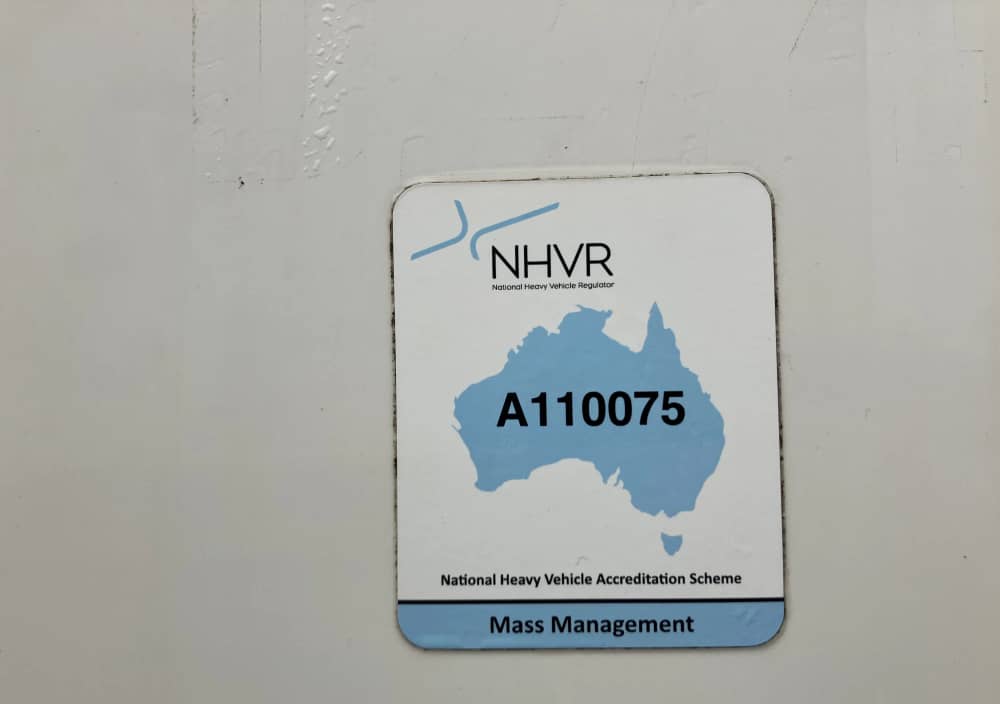 NHVR
National Heavy Vehicle Regulator
A110075
National Heavy Vehicle Accreditation Scheme
Mass Management